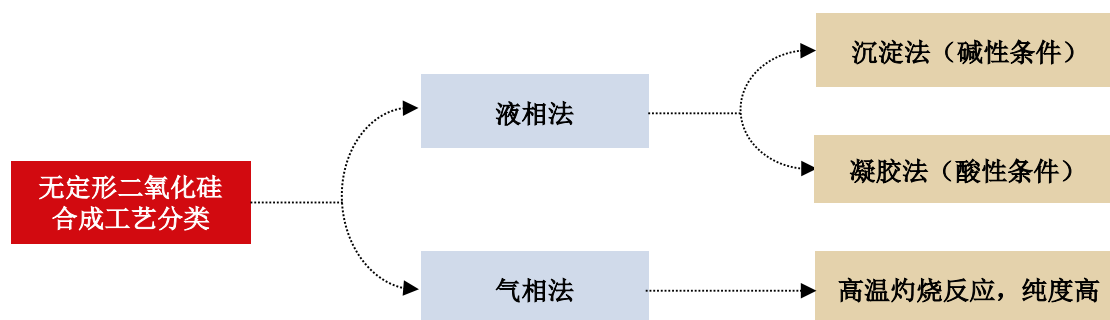 沉淀法（碱性条件）
液相法
凝胶法（酸性条件）
无定形二氧化硅
合成工艺分类
气相法
高温灼烧反应，纯度高